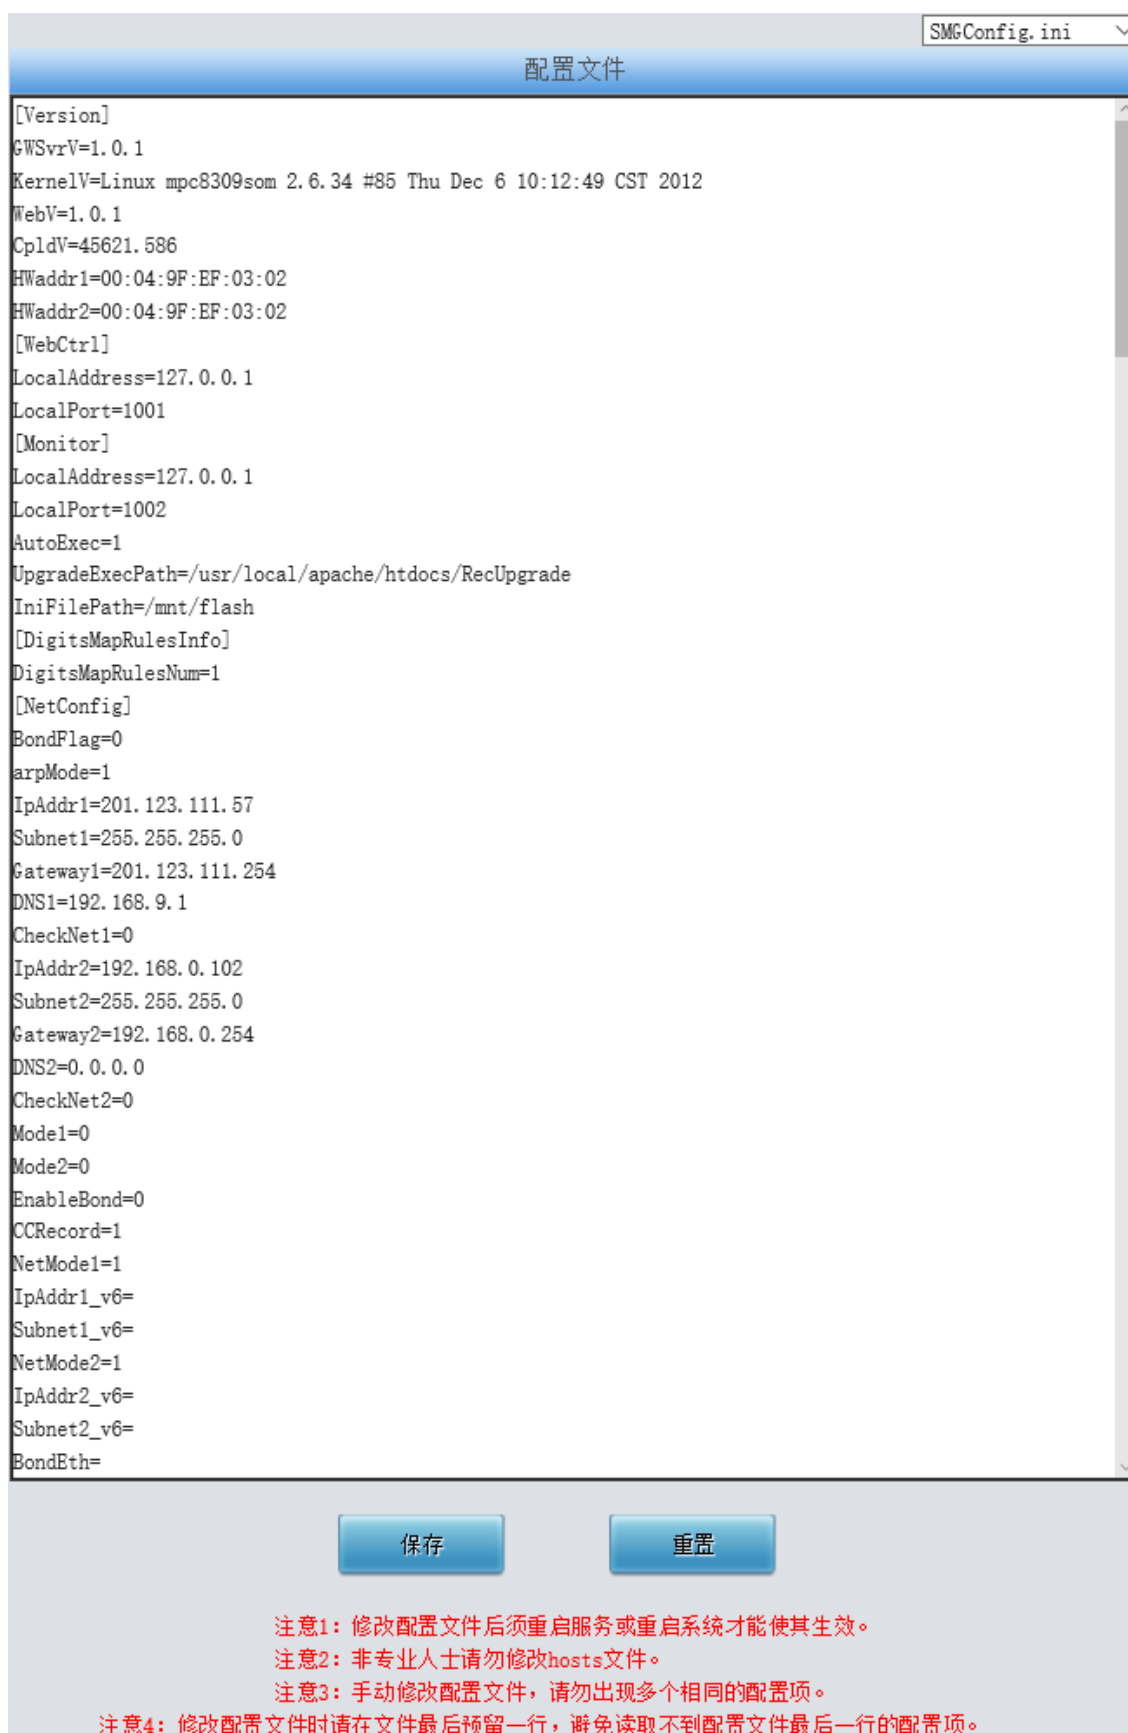 SMGConfig.ini
配置文件
[Version]
GWSvrV=1.0.1
KernelV=Linux mpc8309som 2.6.34 #85 Thu Dec 6 10:12:49 CST 2012
WebV=1.0.1
CpldV=45621.586
HWaddr1=00:04:9F:EF:03:02
HWaddr2=00:04:9F:EF:03:02
[WebCtrl]
LocalAddress=127.0.0.1
LocalPort=1001
[Monitor]
LocalAddress=127.0.0.1
LocalPort=1002
AutoExec=1
UpgradeExecPath=/usr/local/apache/htdocs/RecUpgrade
IniFilePath=/mnt/flash
[DigitsMapRulesInfo]
DigitsMapRulesNum=1
[NetConfig]
BondFlag=0
arpMode=1
IpAddr1=201.123.111.57
Subnet1=255.255.255.0
Gateway1=201.123.111.254
DNS1=192.168.9.1
CheckNet1=0
IpAddr2=192.168.0.102
Subnet2=255.255.255.0
Gateway2=192.168.0.254
DNS2=0.0.0.0
CheckNet2=0
Mode1=0
Mode2=0
EnableBond=0
CCRecord=1
NetMode1=1
IpAddr1_v6=
Subnet1_v6=
NetMode2=1
IpAddr2_v6=
Subnet2_v6=
BondEth=
保存 重置
注意1：修改配置文件后须重启服务或重启系统才能使其生效。
注意2：非专业人士请勿修改hosts文件。
注意3：手动修改配置文件，请勿出现多个相同的配置项。
注意4：修改配置文件时请在文件最后预留一行，避免读取不到配置文件最后一行的配置项。